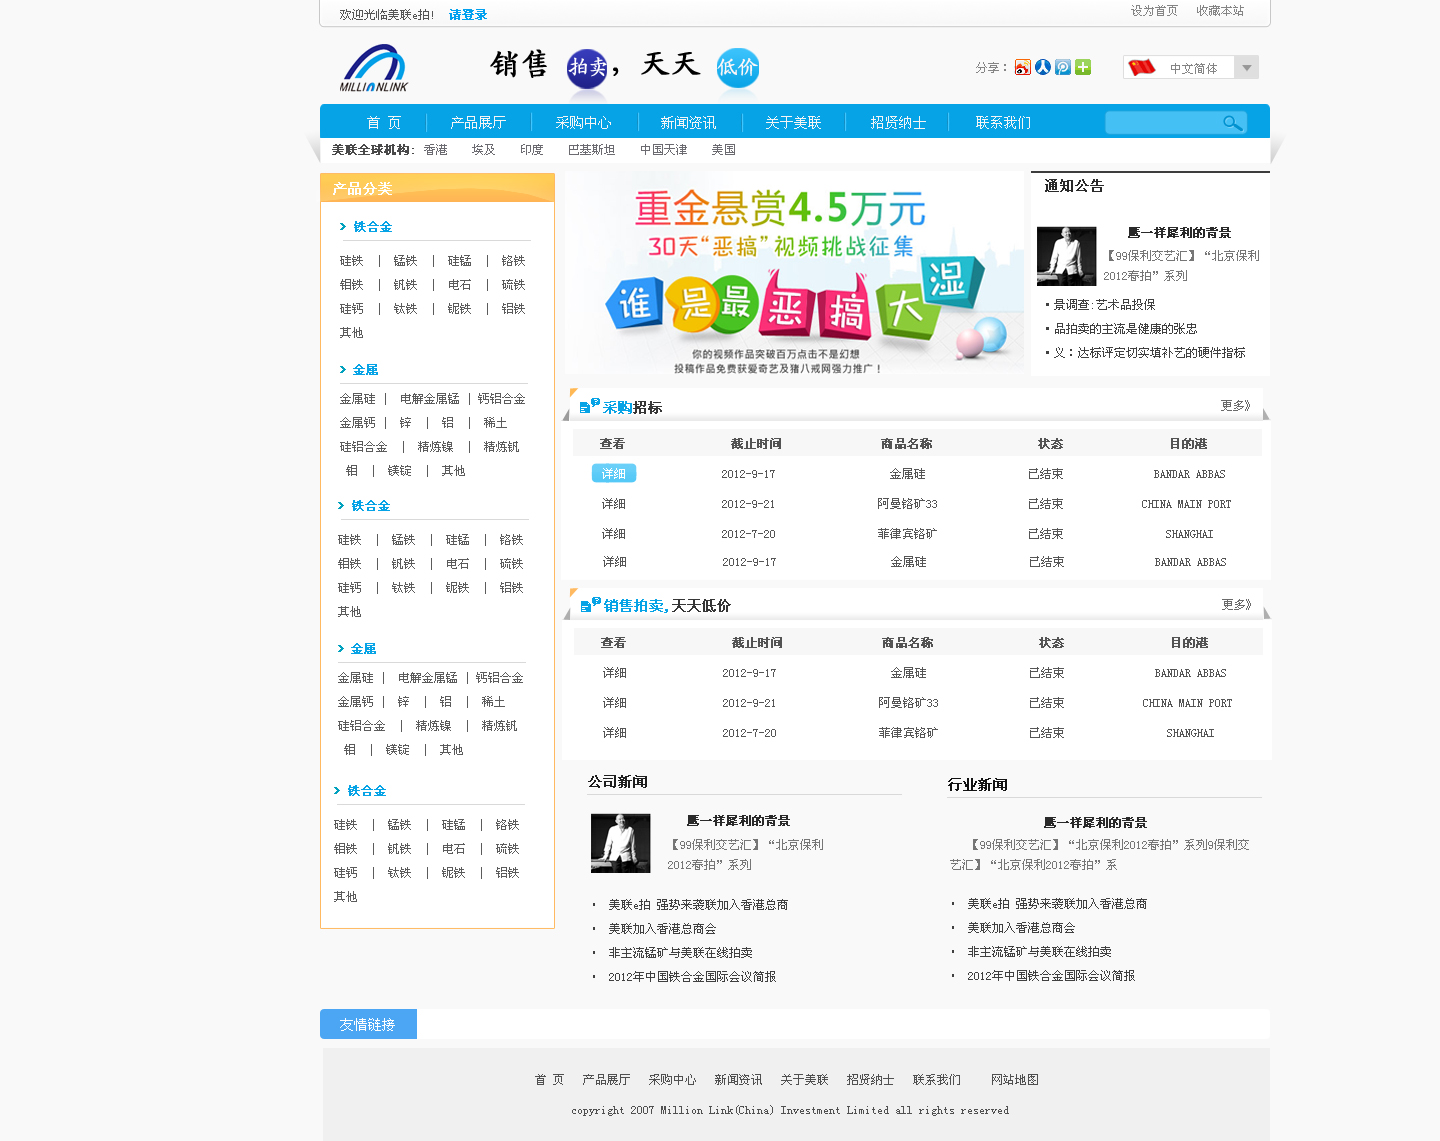 欢迎光临美联e拍! 请登录 设为首页 收藏本站
MILLIANLINK
销售 拍卖，天天 低价
分享： 中文简体
首 页 产品展厅 采购中心 新闻资讯 关于美联 招贤纳士 联系我们
美联全球机构： 香港 埃及 印度 巴基斯坦 中国天津 美国
产品分类
铁合金
硅铁 | 锰铁 | 硅锰 | 铬铁
钼铁 | 钒铁 | 电石 | 硫铁
硅钙 | 钛铁 | 铌铁 | 铝铁
其他
金属
金属硅 | 电解金属锰 | 钙铝合金
金属钙 | 锌 | 铝 | 稀土
硅铝合金 | 精炼镍 | 精炼钒
钼 | 镁锭 | 其他
铁合金
硅铁 | 锰铁 | 硅锰 | 铬铁
钼铁 | 钒铁 | 电石 | 硫铁
硅钙 | 钛铁 | 铌铁 | 铝铁
其他
金属
金属硅 | 电解金属锰 | 钙铝合金
金属钙 | 锌 | 铝 | 稀土
硅铝合金 | 精炼镍 | 精炼钒
钼 | 镁锭 | 其他
铁合金
硅铁 | 锰铁 | 硅锰 | 铬铁
钼铁 | 钒铁 | 电石 | 硫铁
硅钙 | 钛铁 | 铌铁 | 铝铁
其他
重金悬赏4.5万元
30天“恶搞”视频挑战征集
谁是最恶搞大湿
你的视频作品突破百万点击不是幻想
投稿作品免费获爱奇艺及猪八戒网强力推广！
通知公告
鹰一样犀利的背景
【99保利交艺汇】“北京保利
2012春拍”系列
景调查:艺术品投保
品拍卖的主流是健康的张忠
义：达标评定切实填补艺的硬件指标
采购招标 更多》
查看 截止时间 商品名称 状态 目的港
详细 2012-9-17 金属硅 已结束 BANDAR ABBAS
详细 2012-9-21 阿曼铬矿33 已结束 CHINA MAIN PORT
详细 2012-7-20 菲律宾铬矿 已结束 SHANGHAI
详细 2012-9-17 金属硅 已结束 BANDAR ABBAS
销售拍卖,天天低价 更多》
查看 截止时间 商品名称 状态 目的港
详细 2012-9-17 金属硅 已结束 BANDAR ABBAS
详细 2012-9-21 阿曼铬矿33 已结束 CHINA MAIN PORT
详细 2012-7-20 菲律宾铬矿 已结束 SHANGHAI
公司新闻
鹰一样犀利的背景
【99保利交艺汇】“北京保利
2012春拍”系列
美联e拍 强势来袭联加入香港总商
美联加入香港总商会
非主流锰矿与美联在线拍卖
2012年中国铁合金国际会议简报
行业新闻
鹰一样犀利的背景
【99保利交艺汇】“北京保利2012春拍”系列9保利交
艺汇】“北京保利2012春拍”系
美联e拍 强势来袭联加入香港总商
美联加入香港总商会
非主流锰矿与美联在线拍卖
2012年中国铁合金国际会议简报
友情链接
首 页 产品展厅 采购中心 新闻资讯 关于美联 招贤纳士 联系我们 网站地图
copyright 2007 Million Link(China) Investment Limited all rights reserved